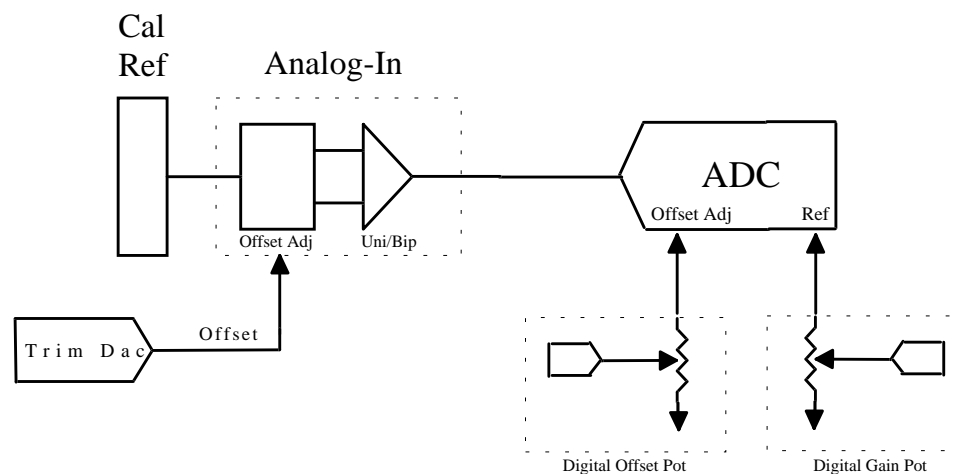 Cal
Ref
Analog-In
ADC
Offset Adj
Ref
Offset Adj
Uni/Bip
Offset
Trim Dac
Digital Offset Pot
Digital Gain Pot